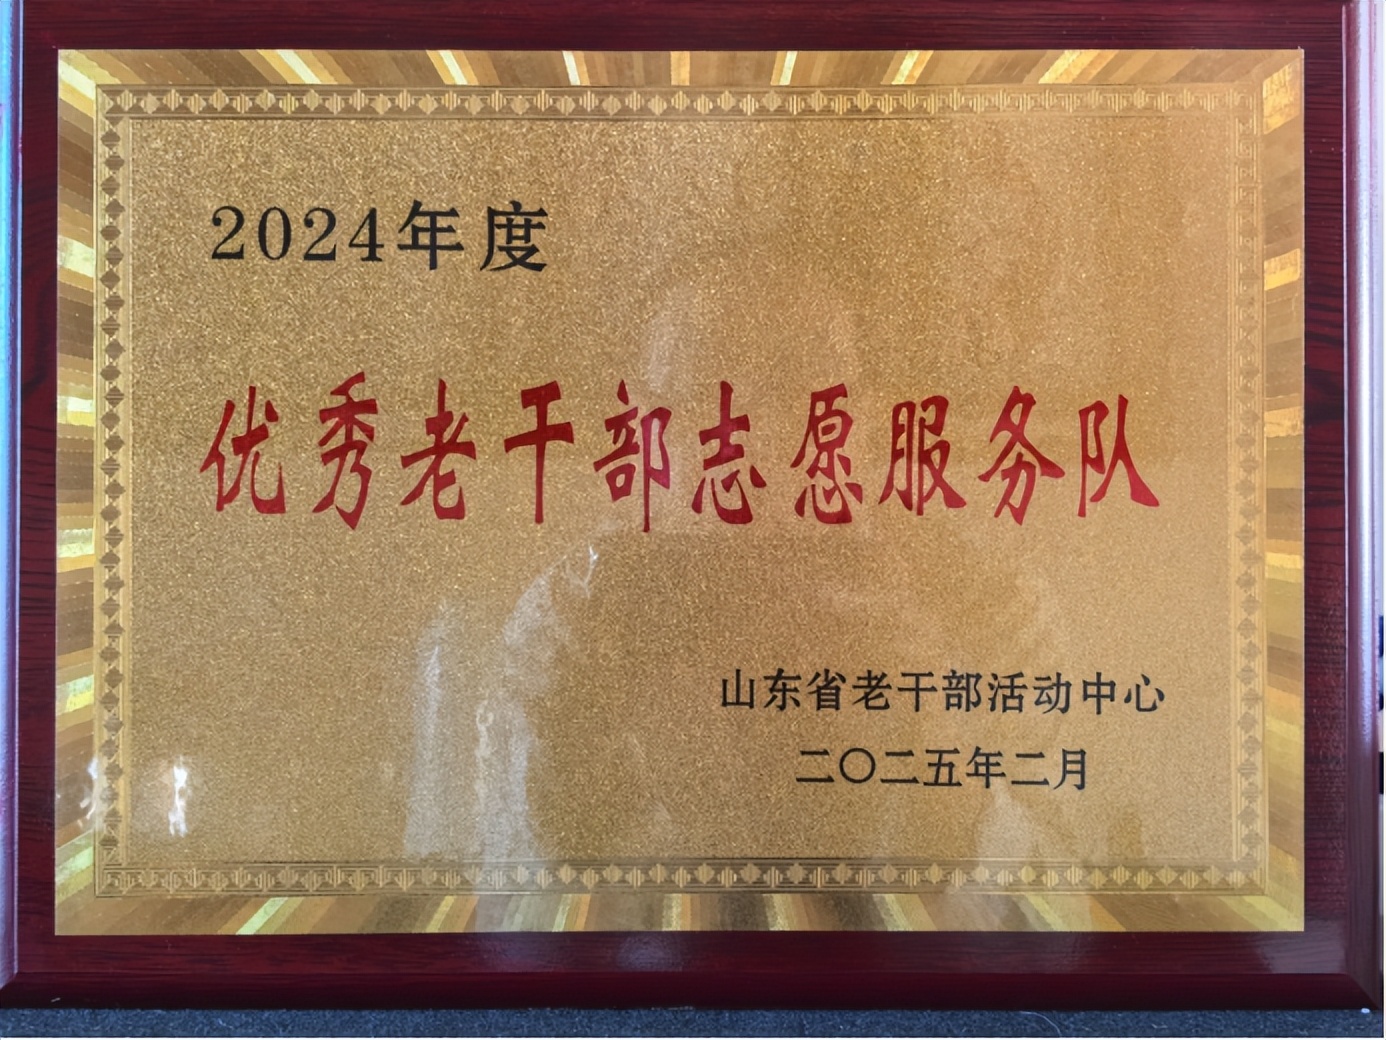 2024年度
优秀老干部志愿服务队
山东省老干部活动中心
二〇二五年二月